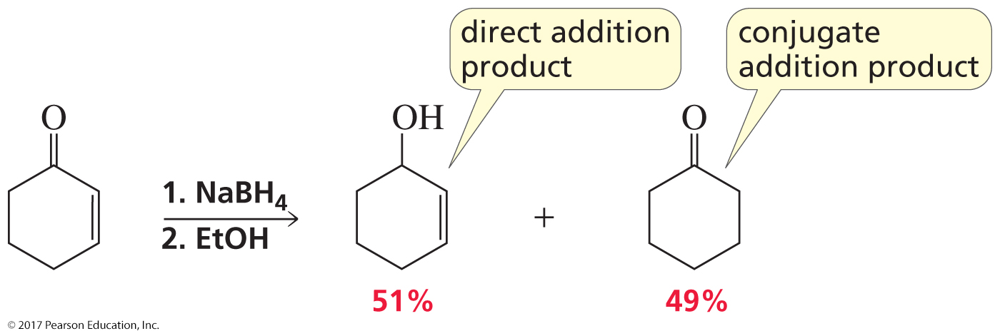 direct addition
product
conjugate
addition product
O
1. NaBH₄
2. EtOH
OH
+
O
51%
49%
© 2017 Pearson Education, Inc.